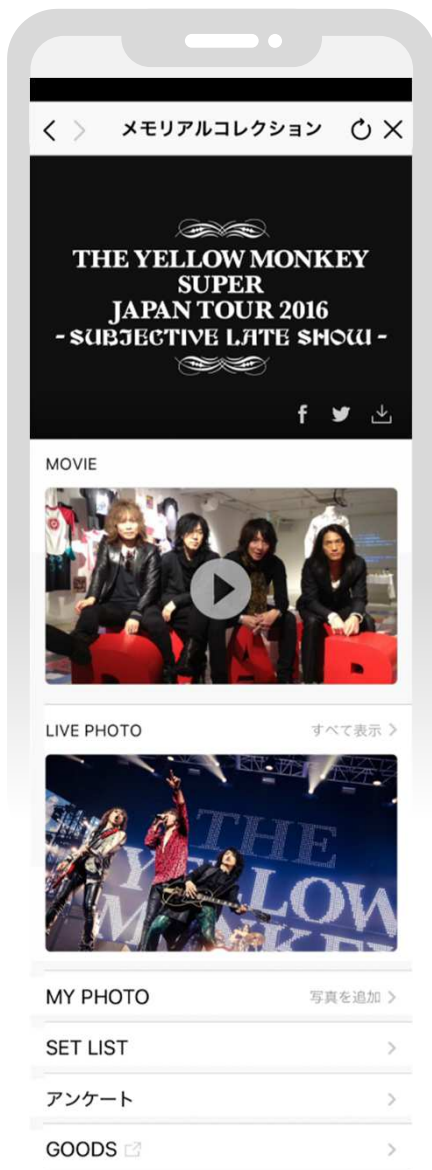 メモリアルコレクション
THE YELLOW MONKEY
SUPER
JAPAN TOUR 2016
- SUBJECTIVE LATE SHOW -
MOVIE
LIVE PHOTO すべて表示
THE
YELLOW
MONKEY
MY PHOTO 写真を追加
SET LIST
アンケート
GOODS